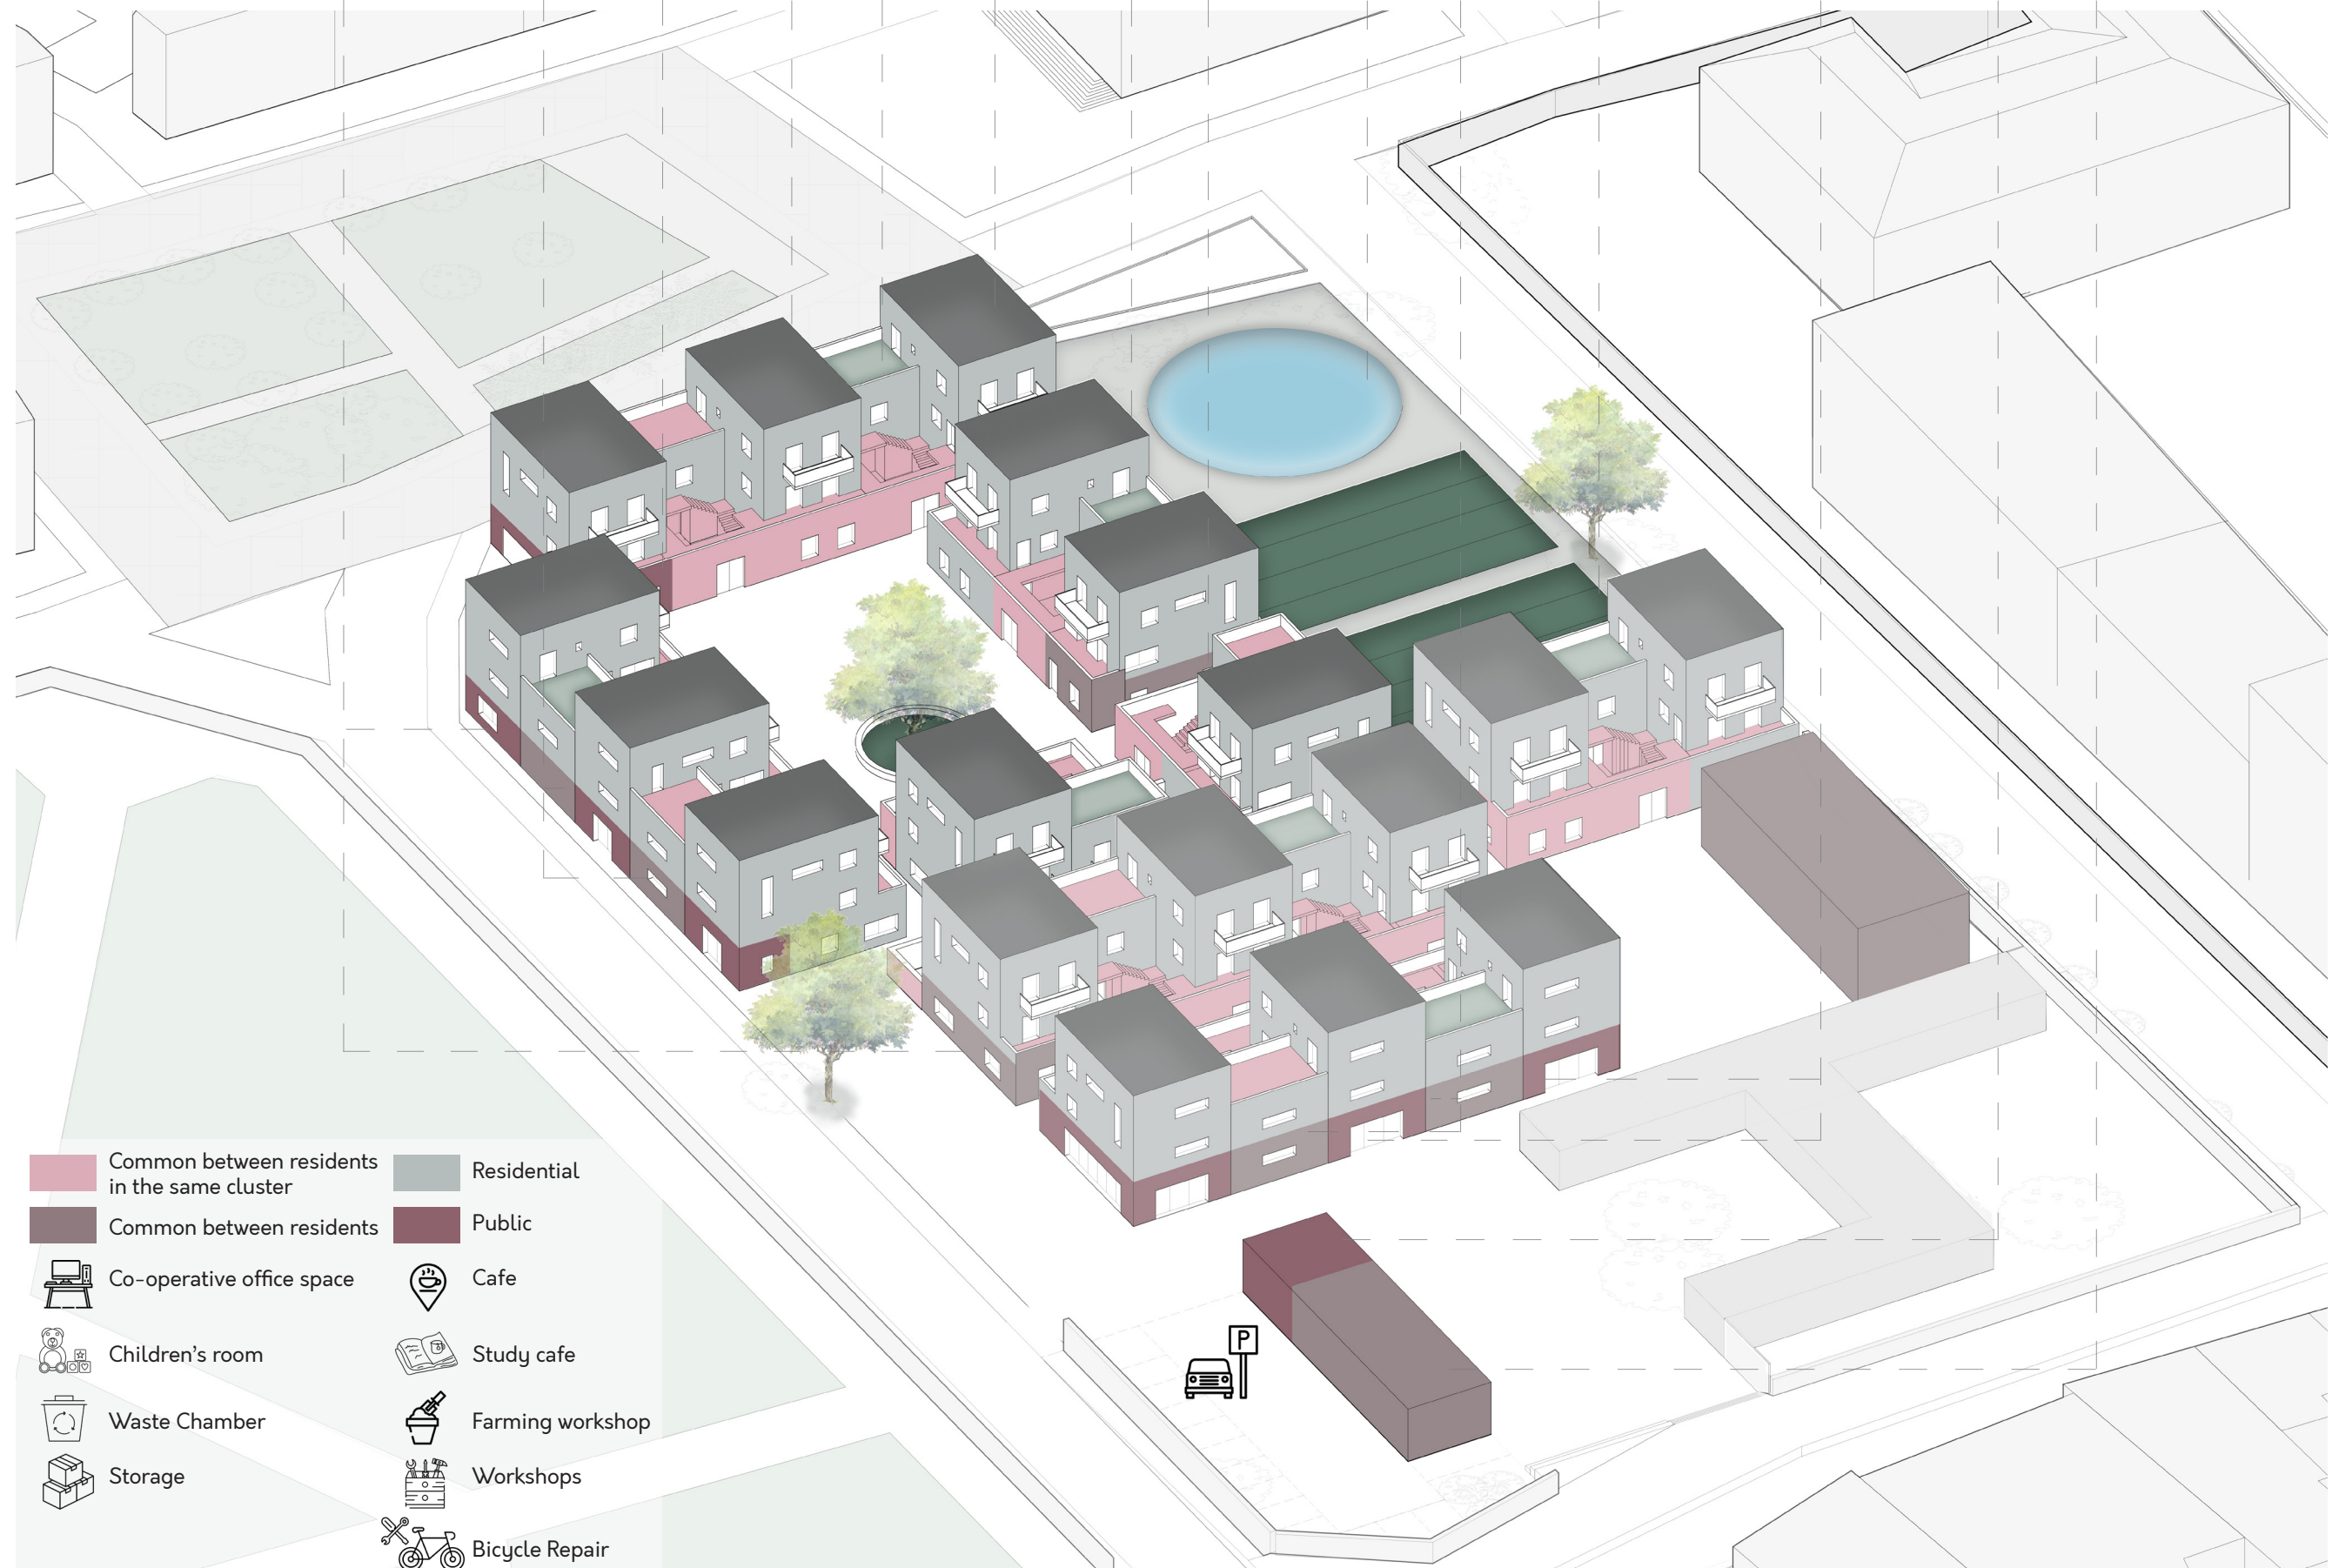 P
Common between residents
in the same cluster
Residential
Common between residents
Public
Co-operative office space
Cafe
Children's room
Study cafe
Waste Chamber
Farming workshop
Storage
Workshops
Bicycle Repair